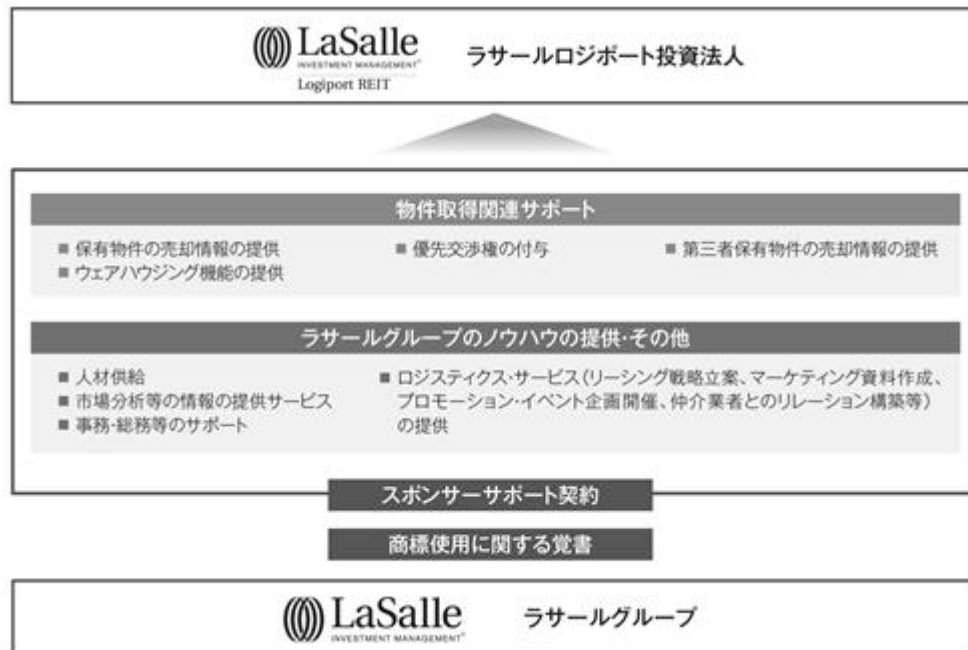 LaSalle
INVESTMENT MANAGEMENT®
Logiport REIT
ラサールロジポート投資法人
物件取得関連サポート
■ 保有物件の売却情報の提供
■ ウェアハウジング機能の提供
■ 優先交渉権の付与
■ 第三者保有物件の売却情報の提供
ラサールグループのノウハウの提供・その他
■ 人材供給
■ 市場分析等の情報の提供サービス
■ 事務・総務等のサポート
■ ロジスティクス・サービス(リーシング戦略立案、マーケティング資料作成、
プロモーション・イベント企画開催、仲介業者とのリレーション構築等)
の提供
スポンサーサポート契約
商標使用に関する覚書
LaSalle
INVESTMENT MANAGEMENT®
ラサールグループ